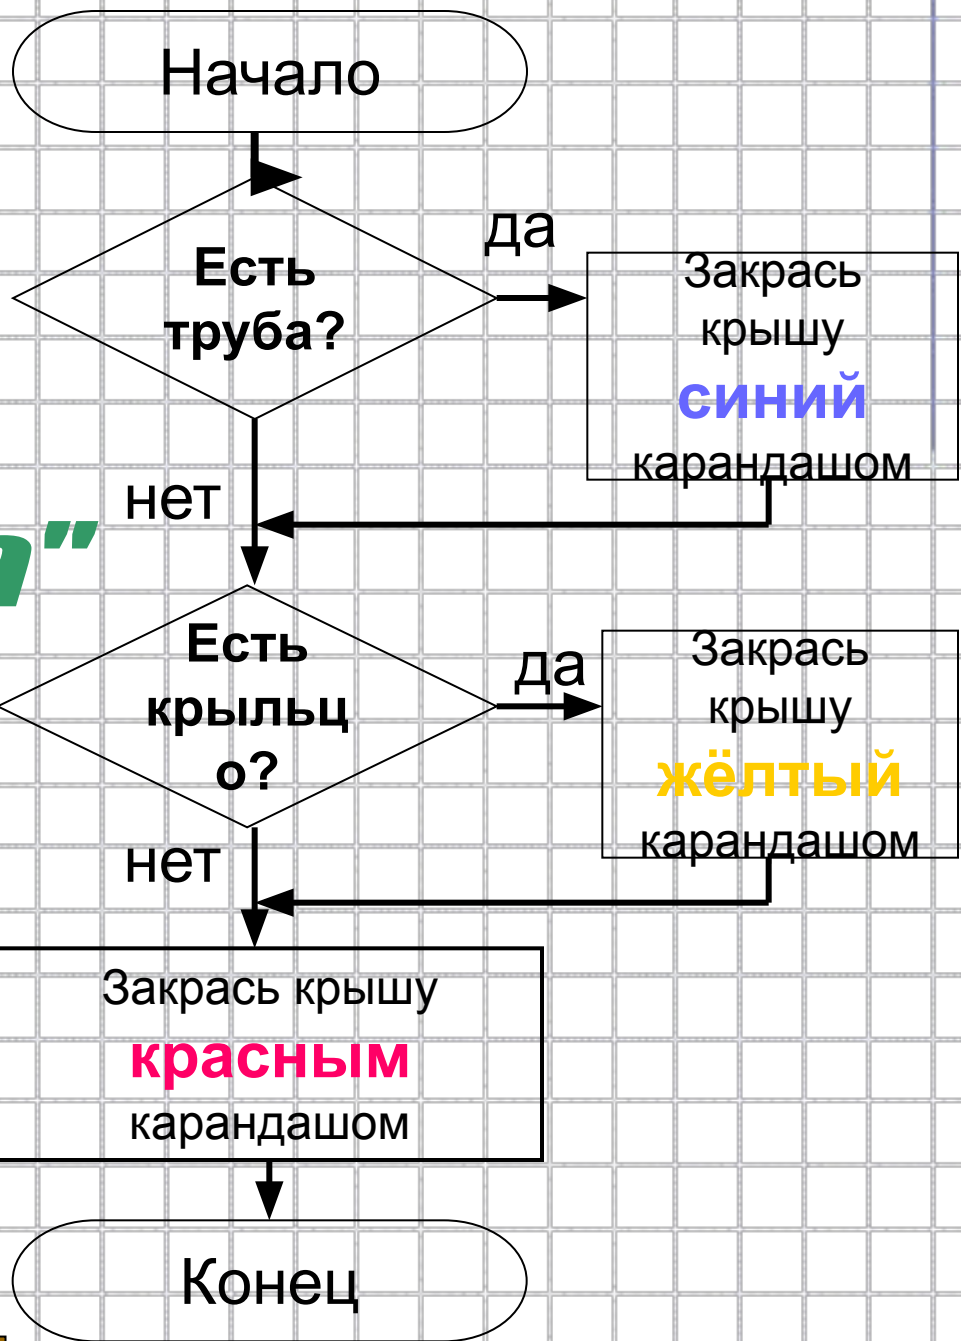 Начало
да
Есть
труба?
Закрась
крышу
синий
карандашом
нет
"
Есть
крыльц
о?
да
Закрась
крышу
жёлтый
карандашом
нет
Закрась крышу
красным
карандашом
Конец